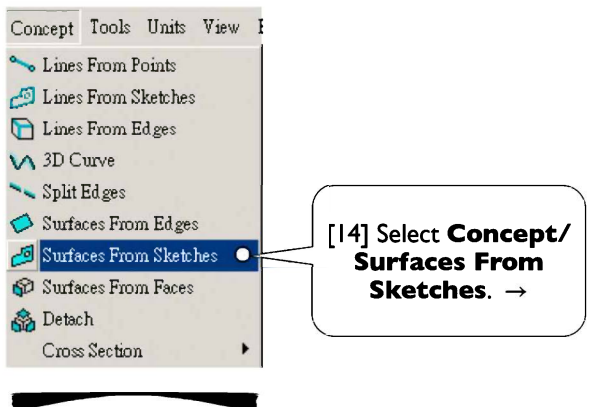 Concept Tools Units View
Lines From Points
Lines From Sketches
Lines From Edges
3D Curve
Split Edges
Surfaces From Edges
Surfaces From Sketches
Surfaces From Faces
Detach
Cross Section
[14] Select Concept/
Surfaces From
Sketches. →